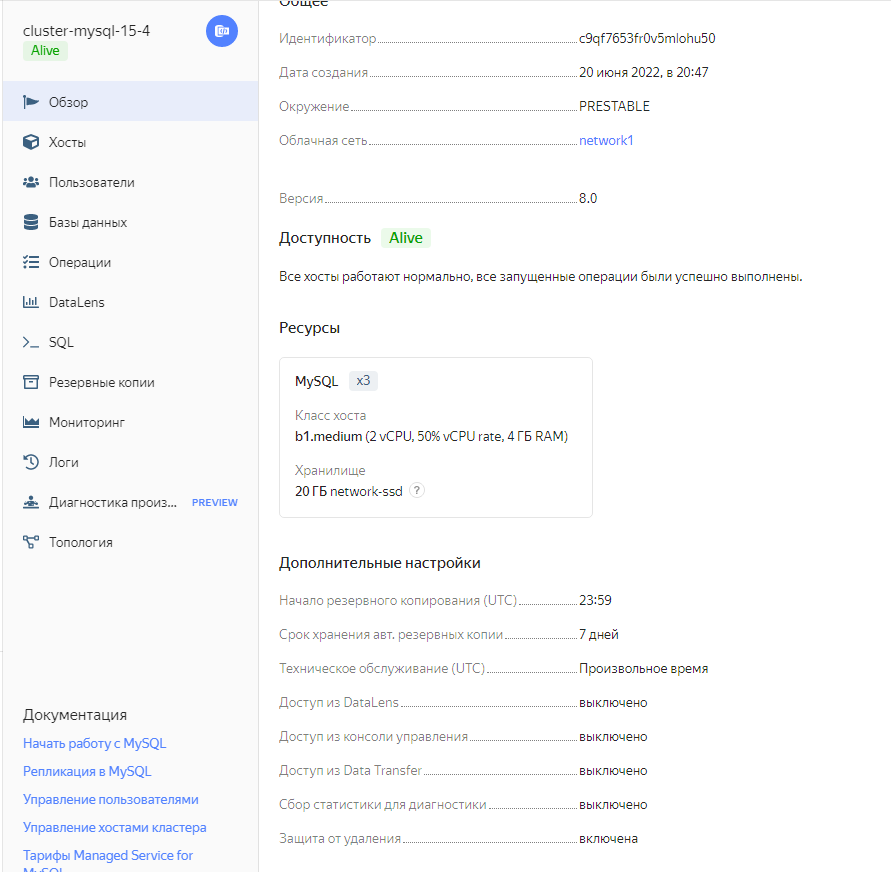 cluster-mysql-15-4
Alive
Обзор
Хосты
Пользователи
Базы данных
Операции
DataLens
SQL
Резервные копии
Мониторинг
Логи
Диагностика произ... PREVIEW
Топология
Документация
Начать работу с MySQL
Репликация в MySQL
Управление пользователями
Управление хостами кластера
Тарифы Managed Service for
MySQL
Общее
Идентификатор c9qf7653fr0v5mlohu50
Дата создания 20 июня 2022, в 20:47
Окружение PRESTABLE
Облачная сеть network1
Версия 8.0
Доступность Alive
Все хосты работают нормально, все запущенные операции были успешно выполнены.
Ресурсы
MySQL x3
Класс хоста
b1.medium (2 vCPU, 50% vCPU rate, 4 ГБ RAM)
Хранилище
20 ГБ network-ssd ?
Дополнительные настройки
Начало резервного копирования (UTC) 23:59
Срок хранения авт. резервных копии 7 дней
Техническое обслуживание (UTC) Произвольное время
Доступ из DataLens выключено
Доступ из консоли управления выключено
Доступ из Data Transfer выключено
Сбор статистики для диагностики выключено
Защита от удаления включена